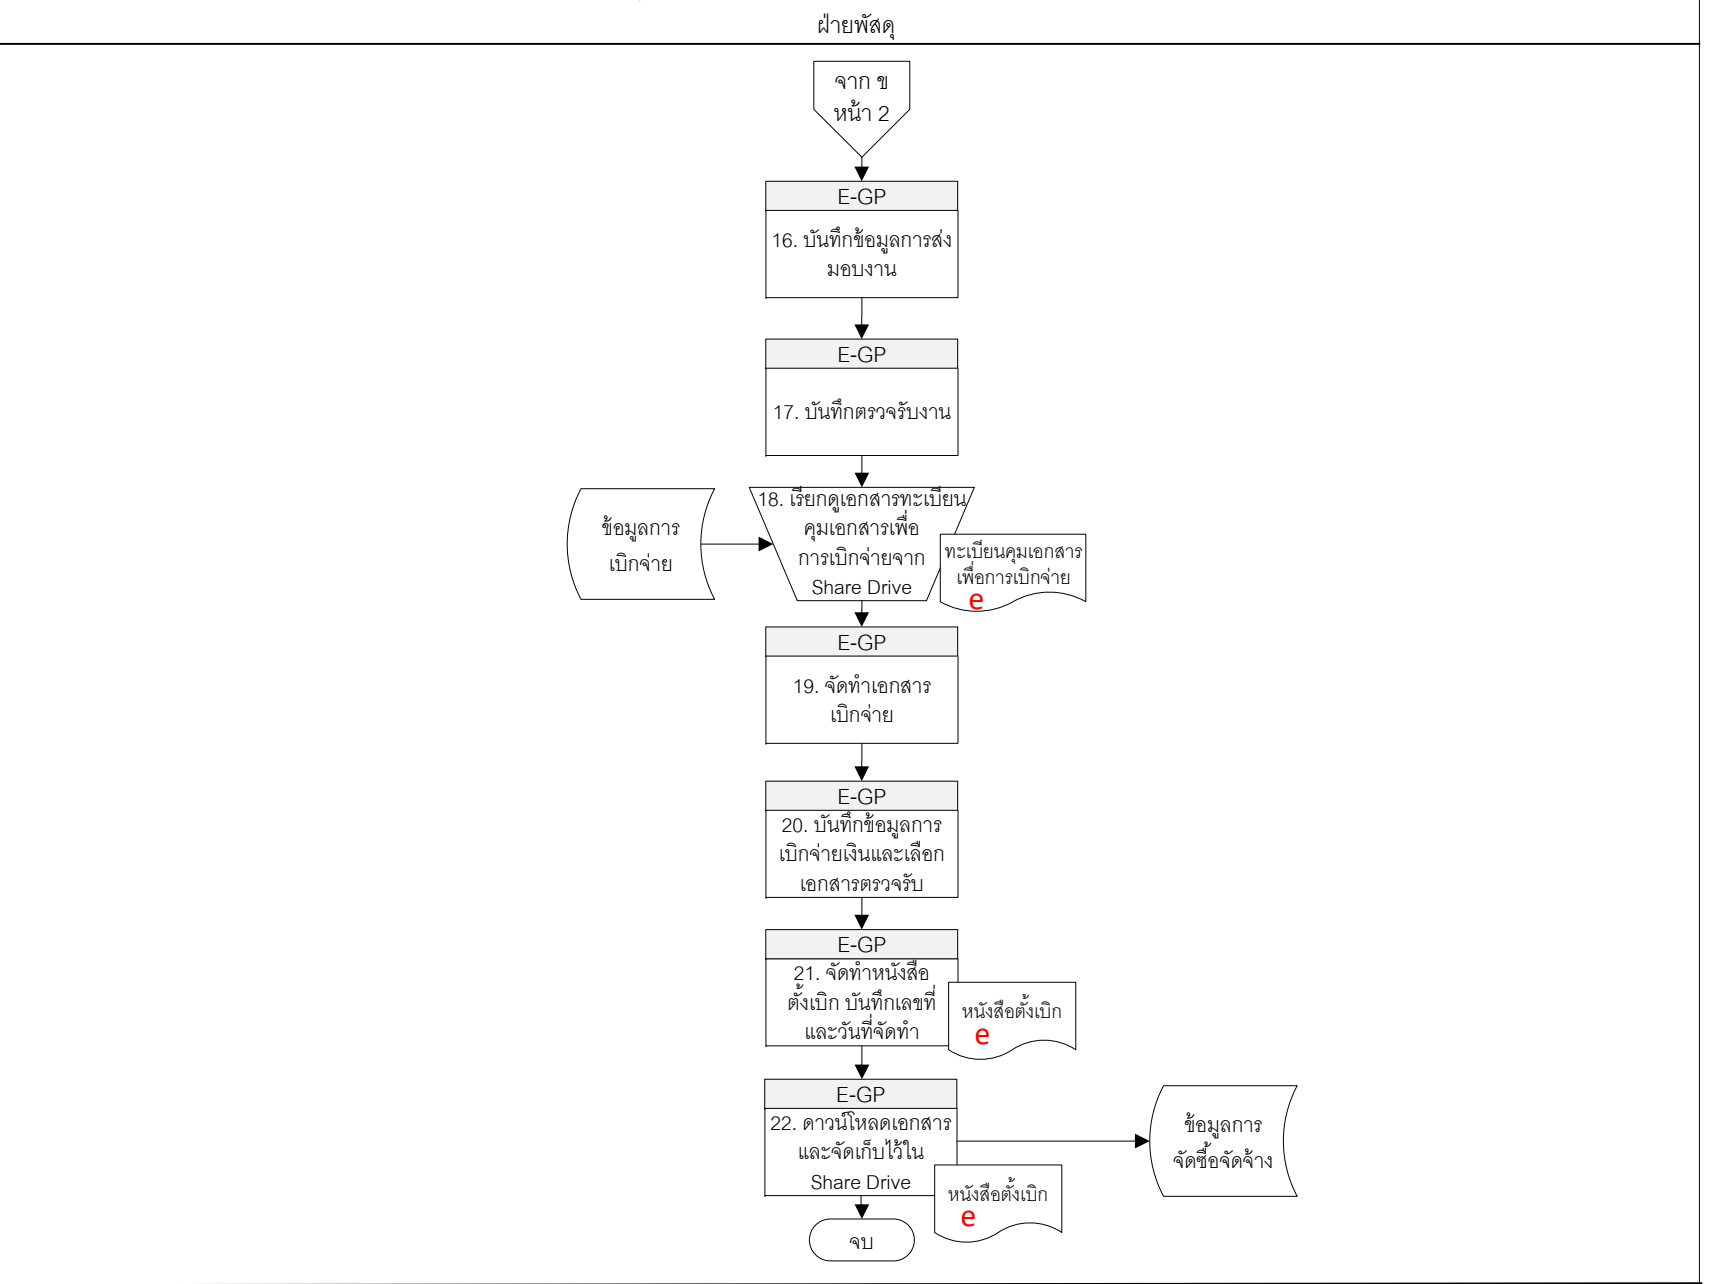 ฝ่ายพัสดุ
จาก ข
หน้า 2
E-GP
16. บันทึกข้อมูลการส่ง
มอบงาน
E-GP
17. บันทึกตรวจรับงาน
ข้อมูลการ
เบิกจ่าย
18. เรียกดูเอกสารทะเบียน
คุมเอกสารเพื่อ
การเบิกจ่ายจาก
Share Drive
ทะเบียนคุมเอกสาร
เพื่อการเบิกจ่าย
e
E-GP
19. จัดทำเอกสาร
เบิกจ่าย
E-GP
20. บันทึกข้อมูลการ
เบิกจ่ายเงินและเลือก
เอกสารตรวจรับ
E-GP
21. จัดทำหนังสือ
ตั้งเบิก บันทึกเลขที่
และวันที่จัดทำ
หนังสือตั้งเบิก
e
E-GP
22. ดาวน์โหลดเอกสาร
และจัดเก็บไว้ใน
Share Drive
หนังสือตั้งเบิก
e
ข้อมูลการ
จัดซื้อจัดจ้าง
จบ